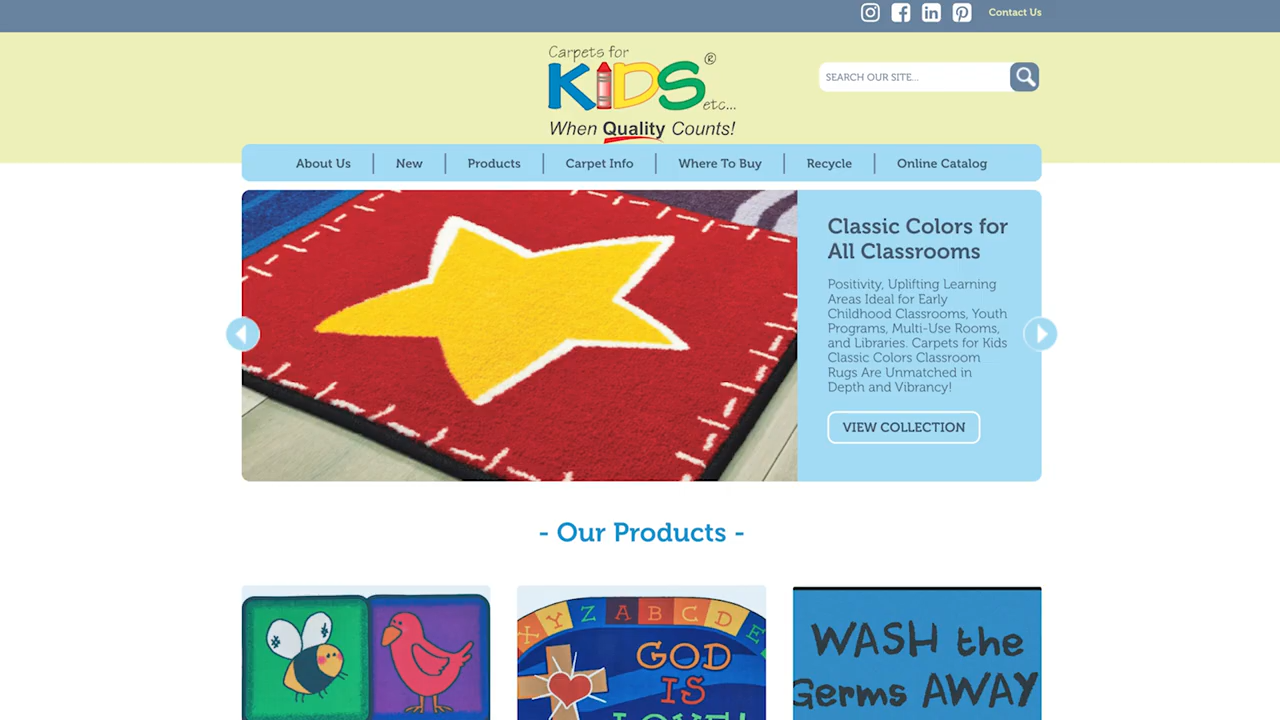 Contact Us
Carpets for
KIDS®
etc...
When Quality Counts!
SEARCH OUR SITE...
About Us
New
Products
Carpet Info
Where To Buy
Recycle
Online Catalog
Classic Colors for
All Classrooms
Positivity, Uplifting Learning
Areas Ideal for Early
Childhood Classrooms, Youth
Programs, Multi-Use Rooms,
and Libraries. Carpets for Kids
Classic Colors Classroom
Rugs Are Unmatched in
Depth and Vibrancy!
VIEW COLLECTION
- Our Products -
X Y Z A B C D E
GOD
IS
LOVE!
WASH the
Germs AWAY